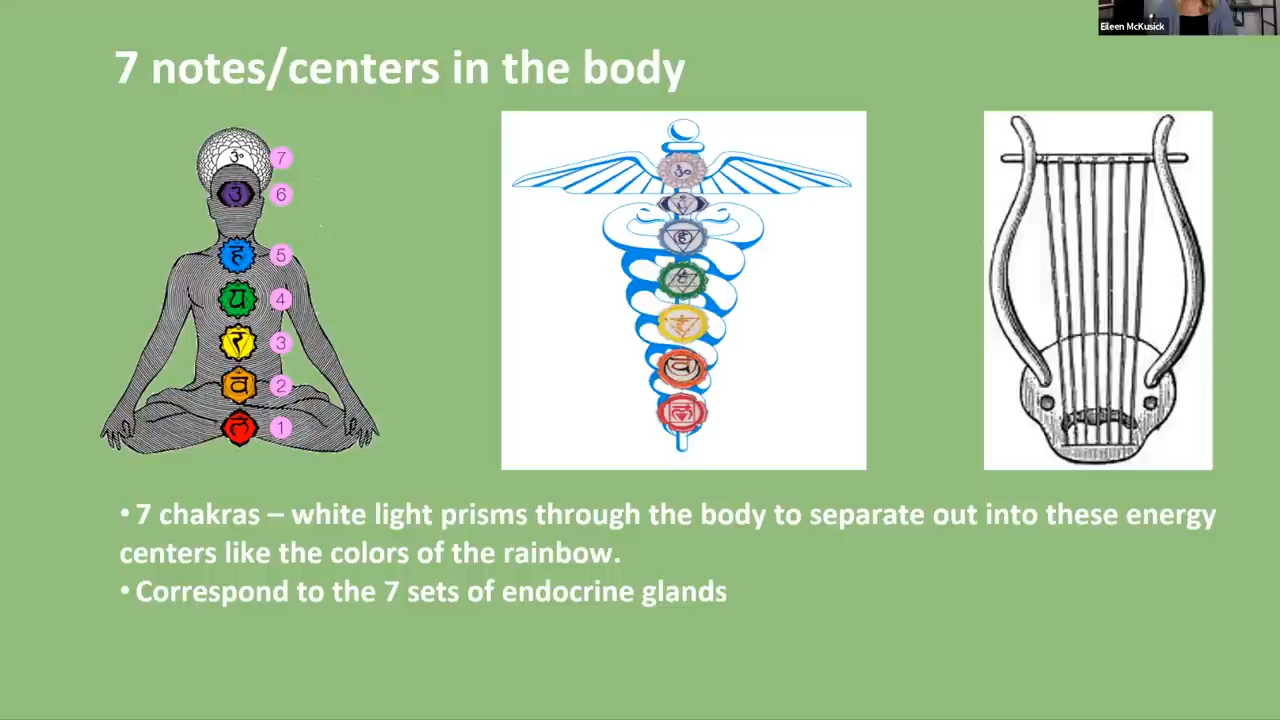 Eileen McKusick
7 notes/centers in the body
ॐ 7
ॐ 6
हं 5
यं 4
रं 3
वं 2
लं 1
• 7 chakras – white light prisms through the body to separate out into these energy
centers like the colors of the rainbow.
• Correspond to the 7 sets of endocrine glands